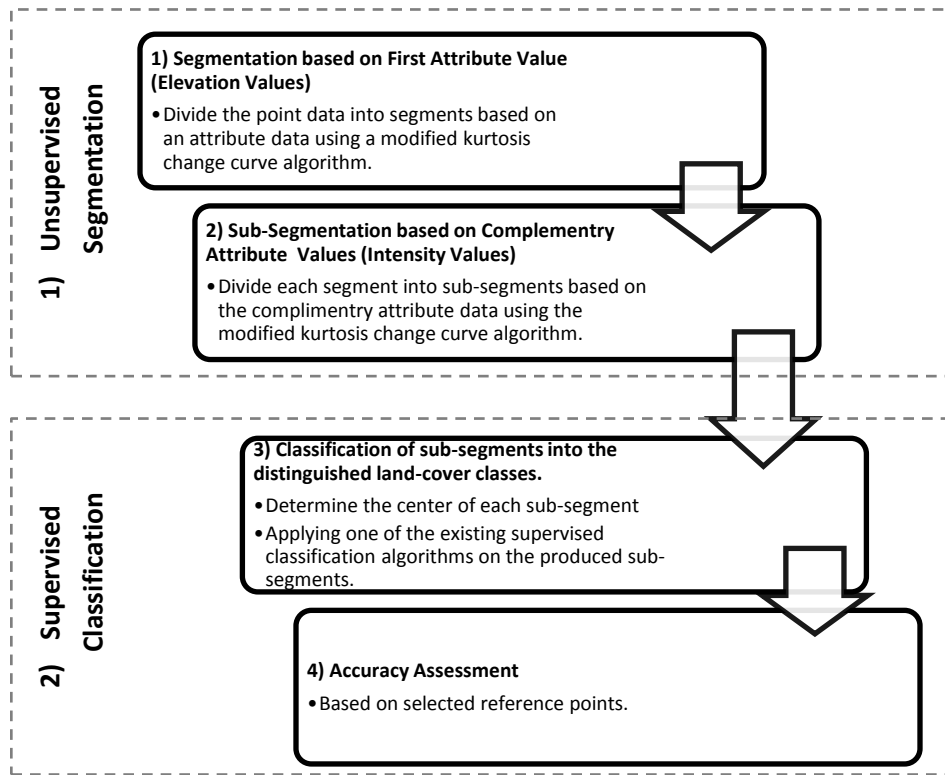 1) Unsupervised
Segmentation
1) Segmentation based on First Attribute Value
(Elevation Values)
•Divide the point data into segments based on
an attribute data using a modified kurtosis
change curve algorithm.
2) Sub-Segmentation based on Complementry
Attribute Values (Intensity Values)
•Divide each segment into sub-segments based on
the complimentry attribute data using the
modified kurtosis change curve algorithm.
2) Supervised
Classification
3) Classification of sub-segments into the
distinguished land-cover classes.
•Determine the center of each sub-segment
•Applying one of the existing supervised
classification algorithms on the produced sub-
segments.
4) Accuracy Assessment
•Based on selected reference points.